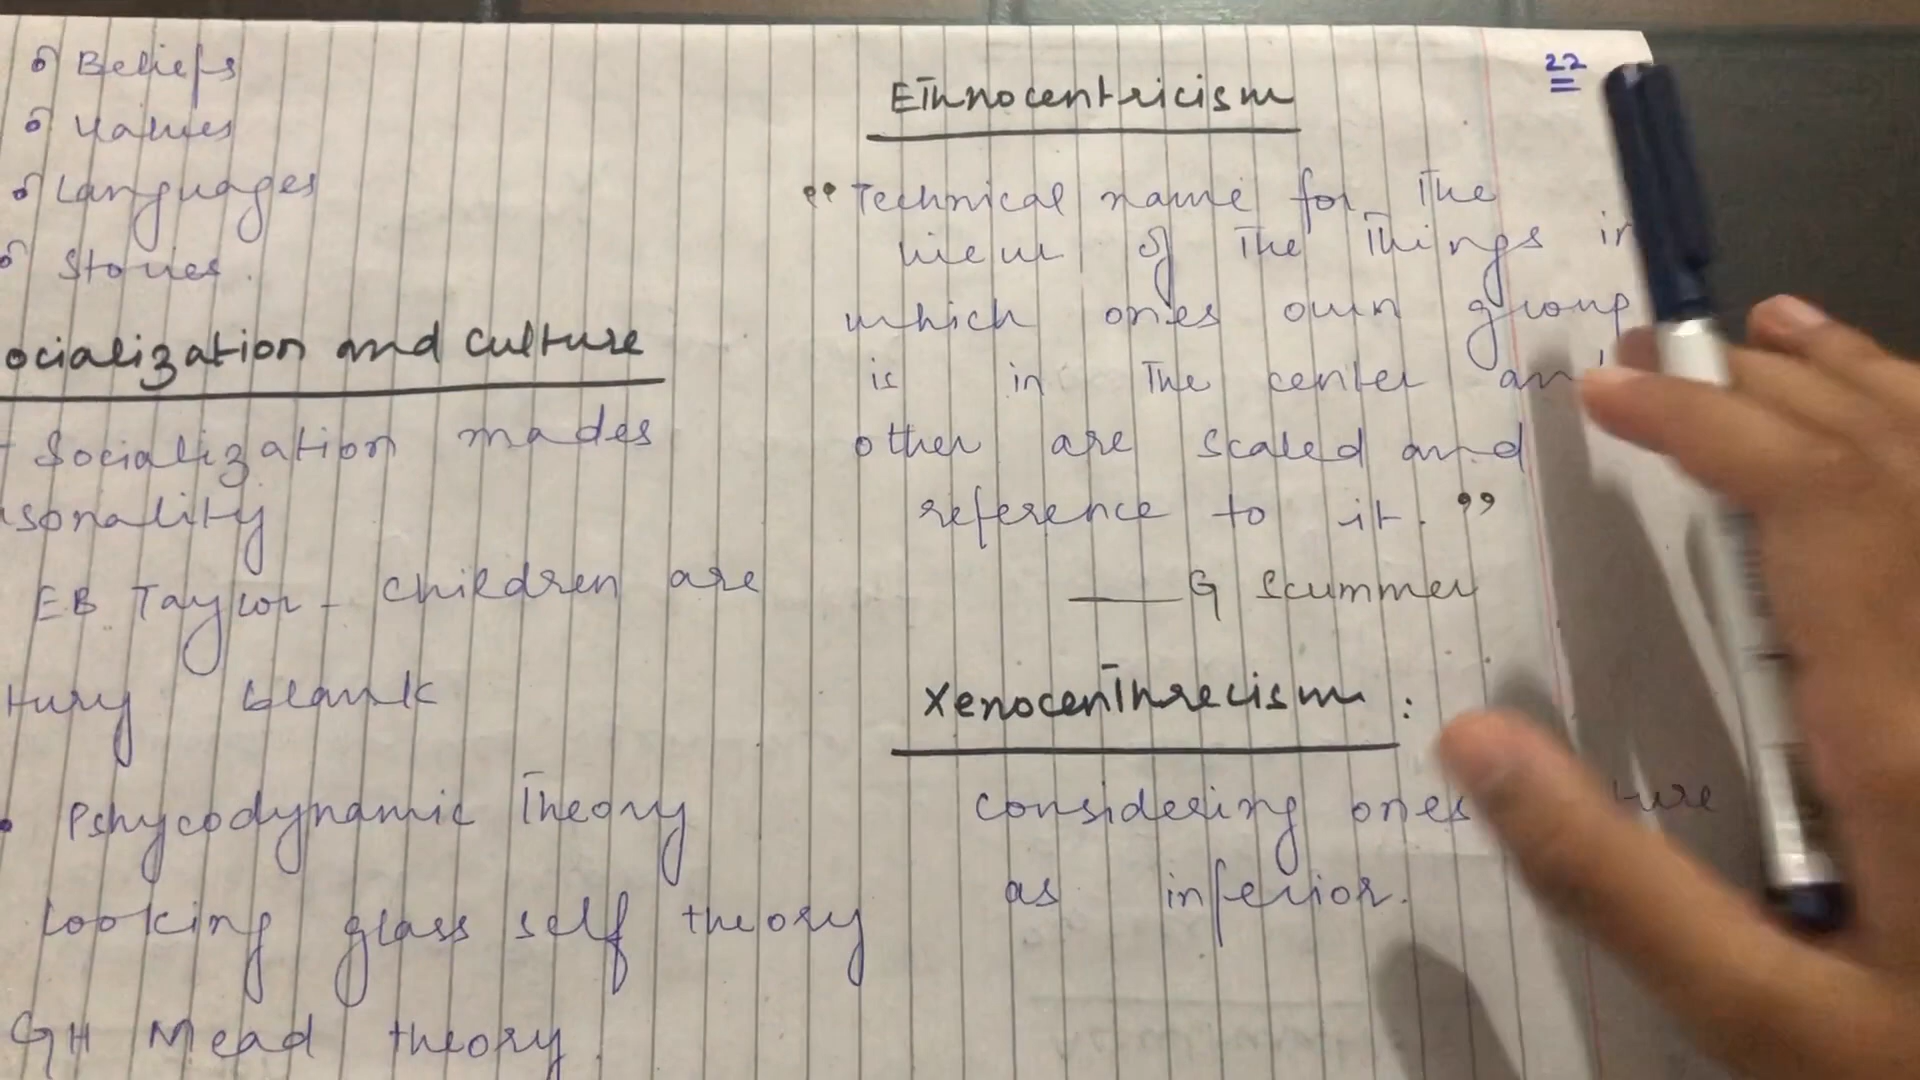 Beliefs
Values
Languages
Stories.
ocialization and culture
Socialization mades
sonality
EB Taylor - children are
blank
Pshycodynamic Theory
looking glass self theory
GH Mead theory.
22
Ethnocentricism
"Technical name for the
view of the things in
which ones own group
is in the center and
other are scaled and
reference to it."
— G Scummer
Xenocenthrecism :
considering ones ture
as inferior.